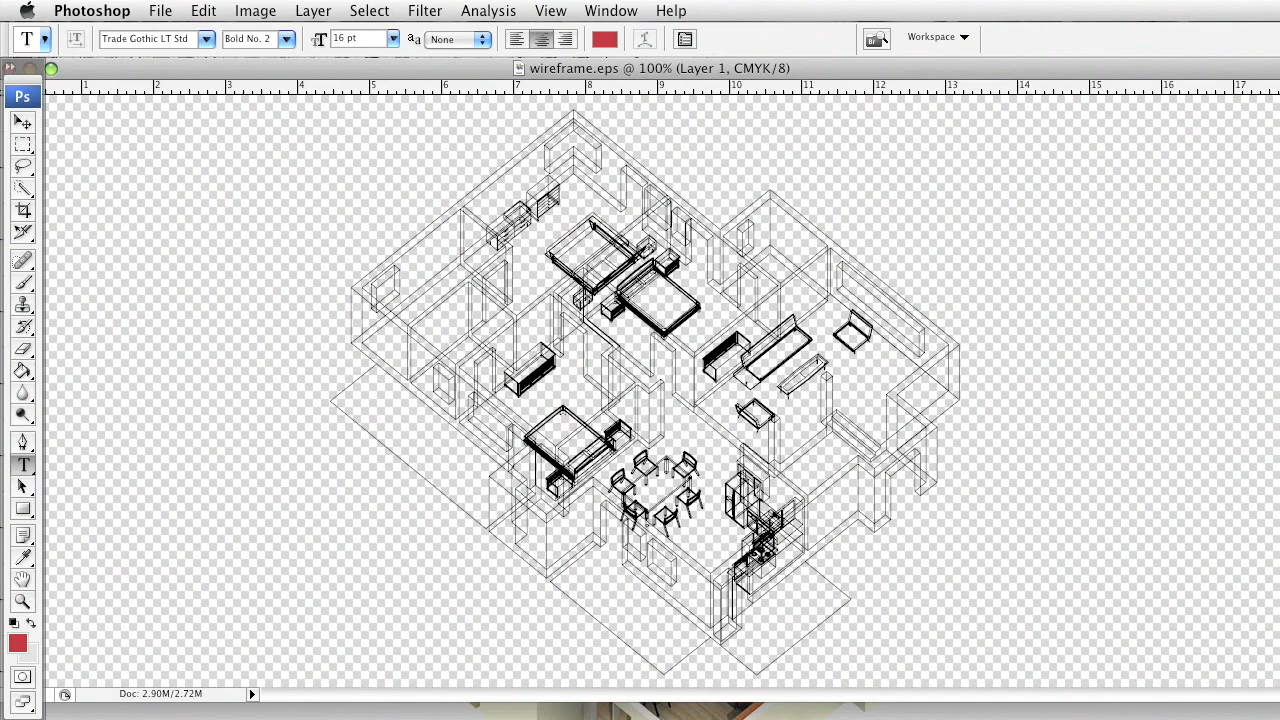 Photoshop File Edit Image Layer Select Filter Analysis View Window Help
T Trade Gothic LT Std Bold No. 2 T 16 pt aa None Br Workspace
wireframe.eps @ 100% (Layer 1, CMYK/8)
1 2 3 4 5 6 7 8 9 10 11 12 13 14 15 16 17
Ps
T
Doc: 2.90M/2.72M